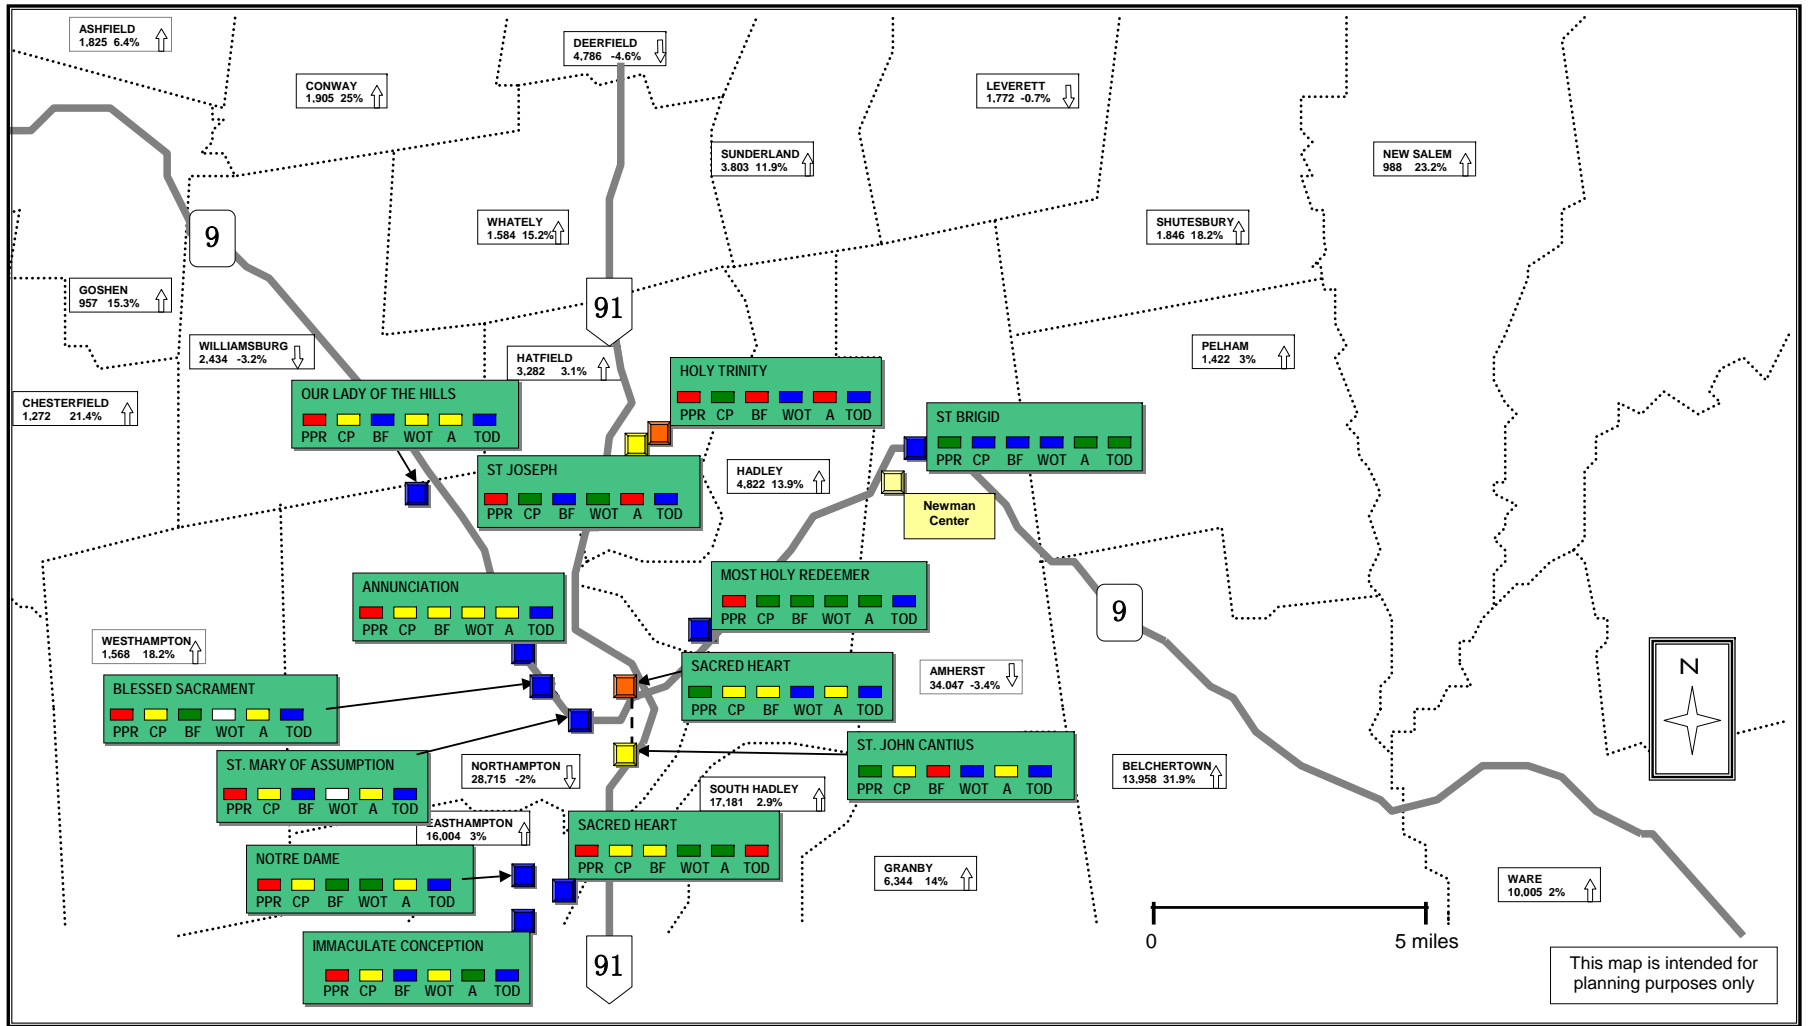 ASHFIELD
1,825 6.4%
DEERFIELD
4,786 -4.6%
CONWAY
1,905 25%
LEVERETT
1,772 -0.7%
SUNDERLAND
3.803 11.9%
NEW SALEM
988 23.2%
WHATELY
1.584 15.2%
SHUTESBURY
1.846 18.2%
9
GOSHEN
957 15.3%
91
WILLIAMSBURG
2,434 -3.2%
HATFIELD
3,282 3.1%
PELHAM
1,422 3%
HOLY TRINITY
PPR CP BF WOT A TOD
CHESTERFIELD
1,272 21.4%
OUR LADY OF THE HILLS
PPR CP BF WOT A TOD
ST BRIGID
PPR CP BF WOT A TOD
ST JOSEPH
PPR CP BF WOT A TOD
HADLEY
4,822 13.9%
Newman
Center
ANNUNCIATION
PPR CP BF WOT A TOD
MOST HOLY REDEEMER
PPR CP BF WOT A TOD
9
WESTHAMPTON
1,568 18.2%
SACRED HEART
PPR CP BF WOT A TOD
AMHERST
34.047 -3.4%
N
BLESSED SACRAMENT
PPR CP BF WOT A TOD
ST. MARY OF ASSUMPTION
PPR CP BF WOT A TOD
NORTHAMPTON
28,715 -2%
ST. JOHN CANTIUS
PPR CP BF WOT A TOD
BELCHERTOWN
13,958 31.9%
SOUTH HADLEY
17,181 2.9%
EASTHAMPTON
16,004 3%
SACRED HEART
PPR CP BF WOT A TOD
NOTRE DAME
PPR CP BF WOT A TOD
GRANBY
6,344 14%
WARE
10,005 2%
IMMACULATE CONCEPTION
PPR CP BF WOT A TOD
91
0 5 miles
This map is intended for
planning purposes only